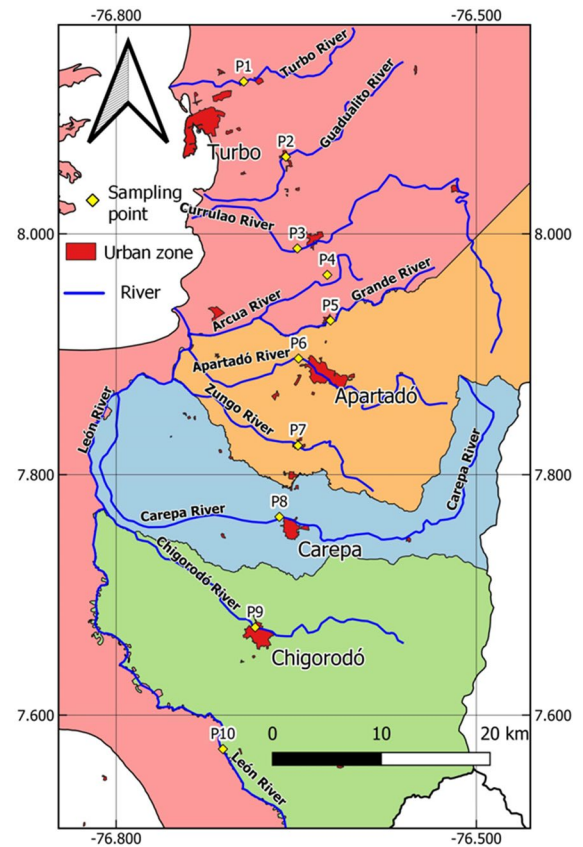 -76.800
-76.500
P1
Turbo River
Guadualito River
Turbo
P2
Sampling
point
Currulao River
8.000
8.000
P3
Urban zone
P4
River
Arcua River
Grande River
P5
P6
Apartadó River
Apartadó
León River
Zungo River
P7
Carepa River
7.800
7.800
P8
Carepa River
Carepa
Chigorodó River
P9
Chigorodó
7.600
7.600
P10
0 10 20 km
León River
-76.800
-76.500